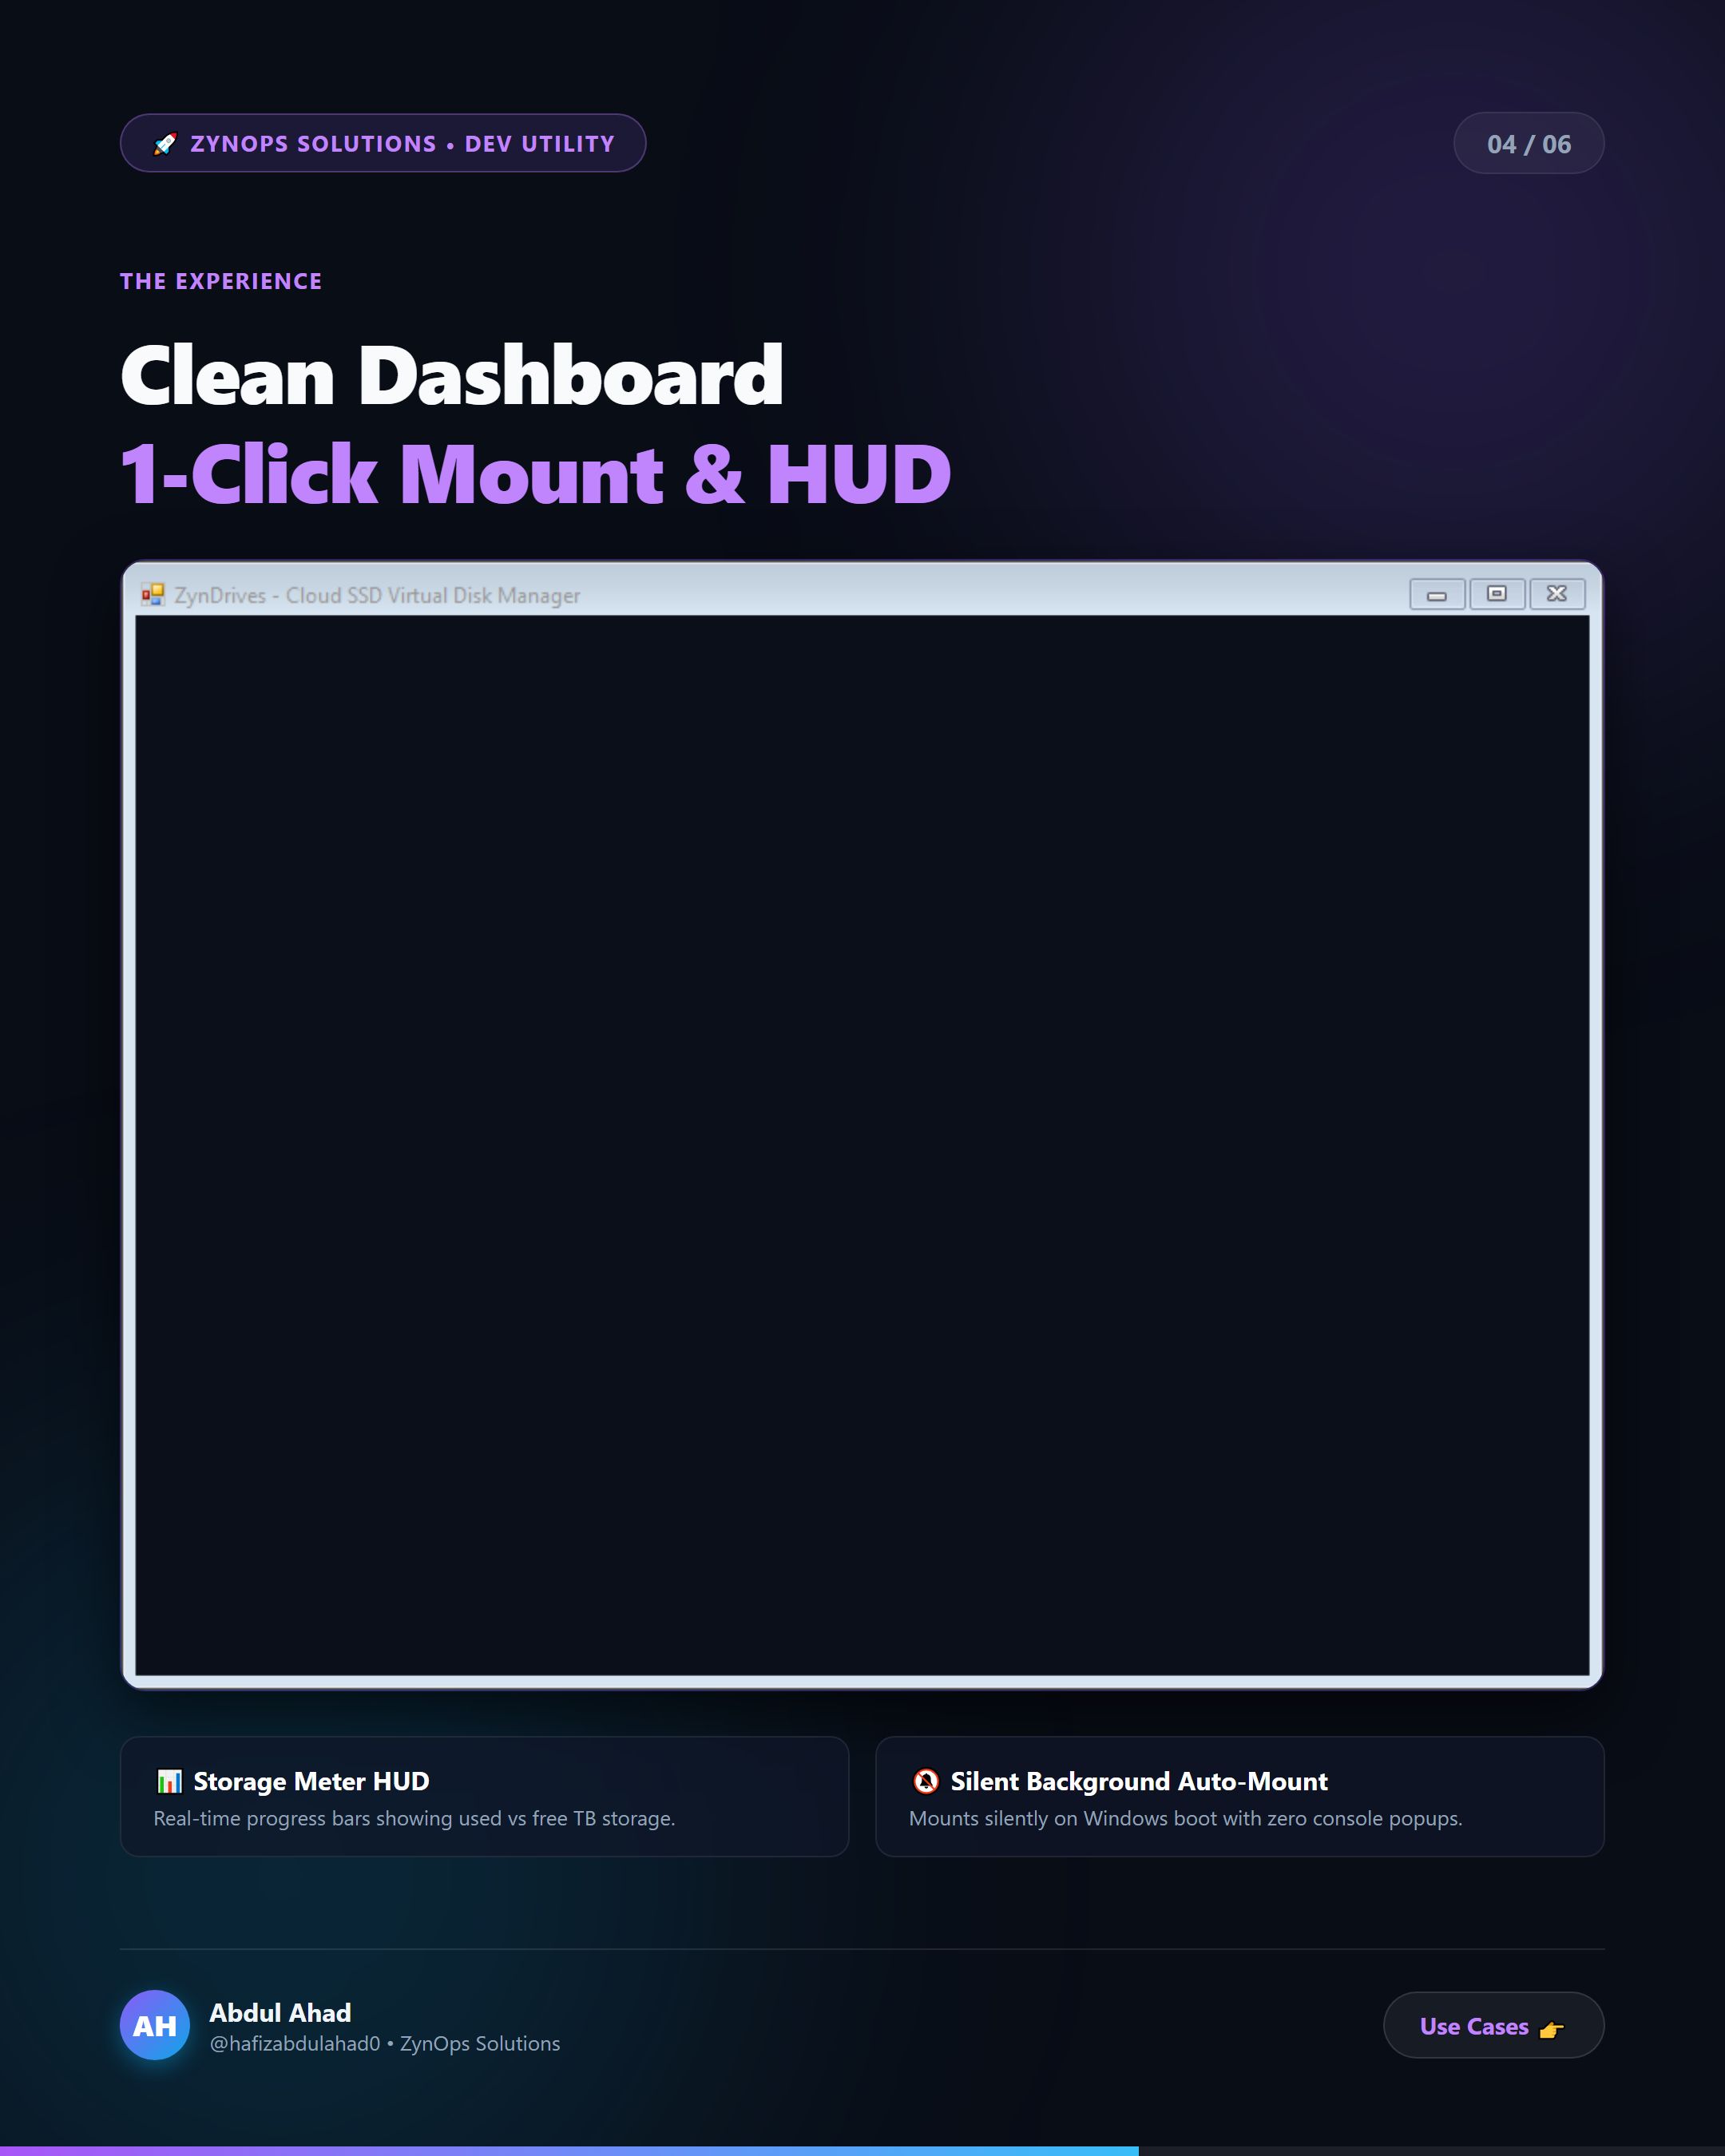 🚀 ZYNOPS SOLUTIONS • DEV UTILITY
04 / 06
THE EXPERIENCE
Clean Dashboard
1-Click Mount & HUD
ZynDrives - Cloud SSD Virtual Disk Manager
📊 Storage Meter HUD
Real-time progress bars showing used vs free TB storage.
🔕 Silent Background Auto-Mount
Mounts silently on Windows boot with zero console popups.
AH
Abdul Ahad
@hafizabdulahad0 • ZynOps Solutions
Use Cases 👉